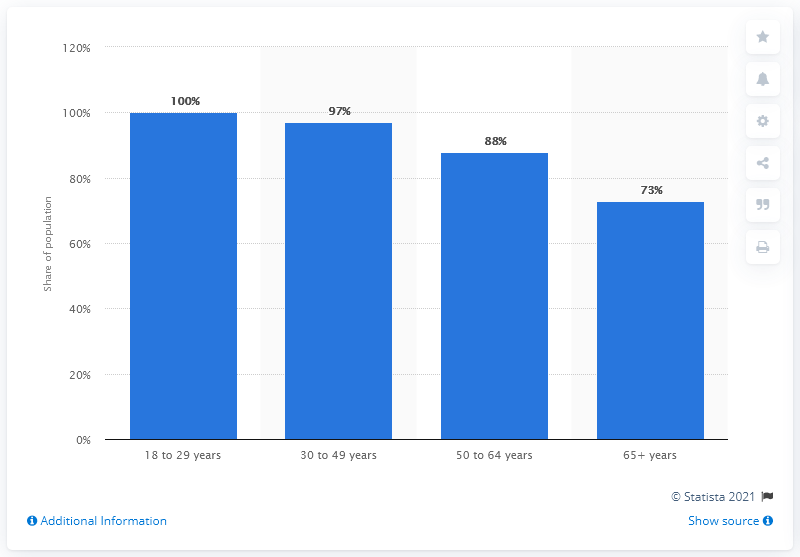 120%
100%
80%
60%
40%
20%
0%
Share of population
100%
97%
88%
73%
18 to 29 years
30 to 49 years
50 to 64 years
65+ years
© Statista 2021
Additional Information
Show source